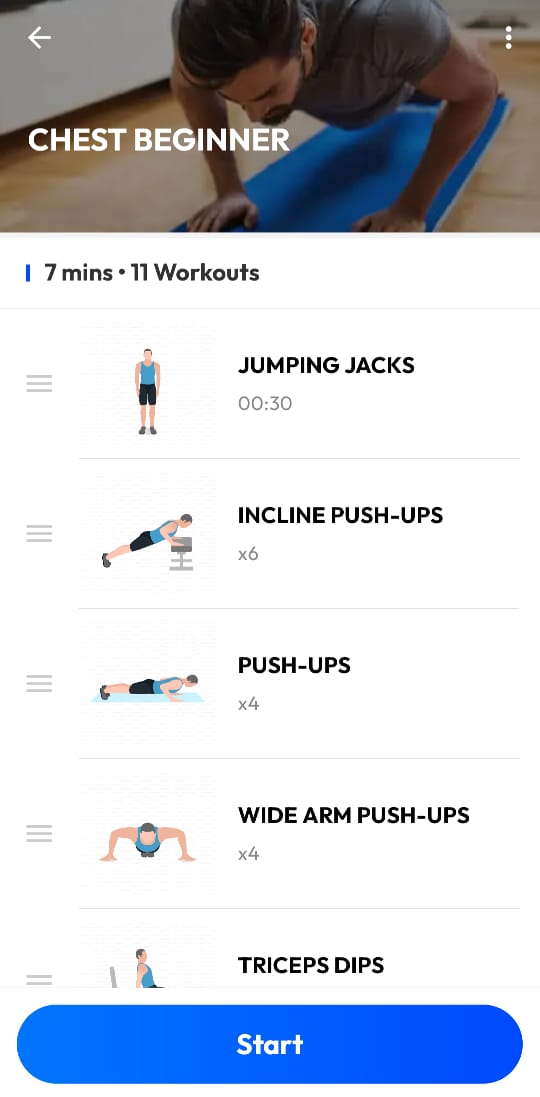 CHEST BEGINNER
7 mins • 11 Workouts
JUMPING JACKS
00:30
INCLINE PUSH-UPS
x6
PUSH-UPS
x4
WIDE ARM PUSH-UPS
x4
TRICEPS DIPS
Start